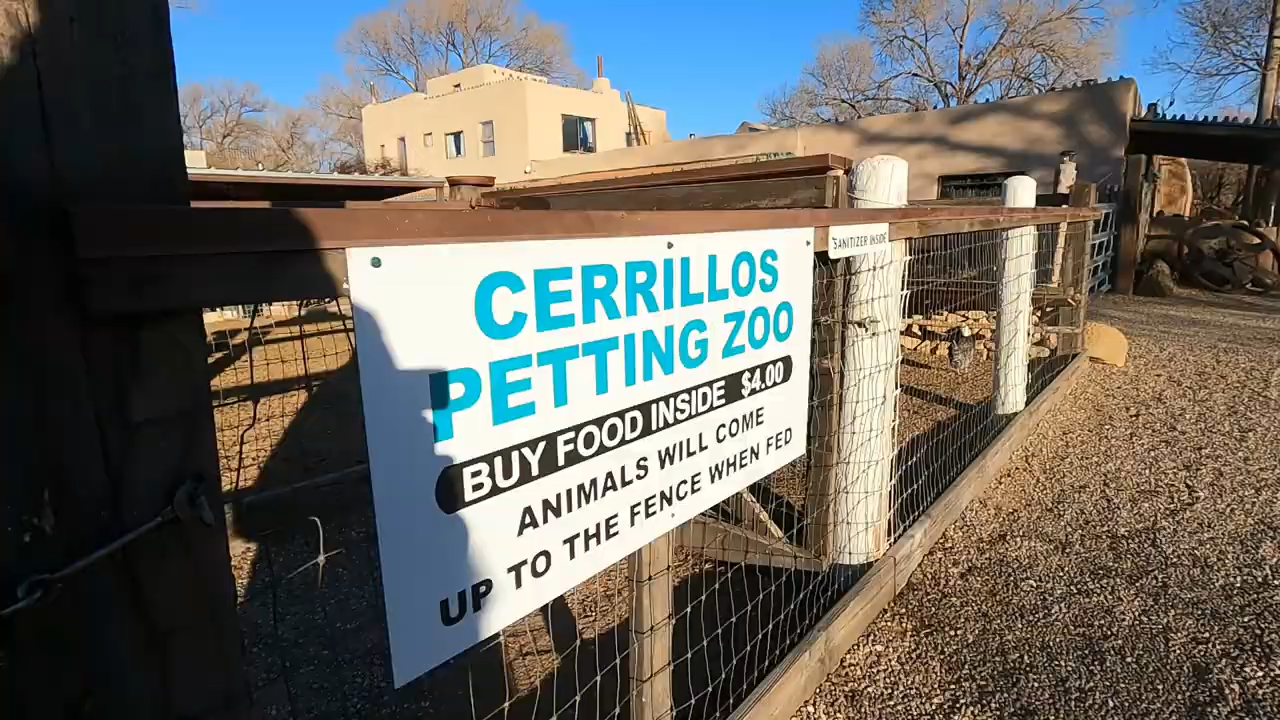 CERRILLOS
PETTING ZOO
BUY FOOD INSIDE $4.00
ANIMALS WILL COME
UP TO THE FENCE WHEN FED
SANITIZER INSIDE